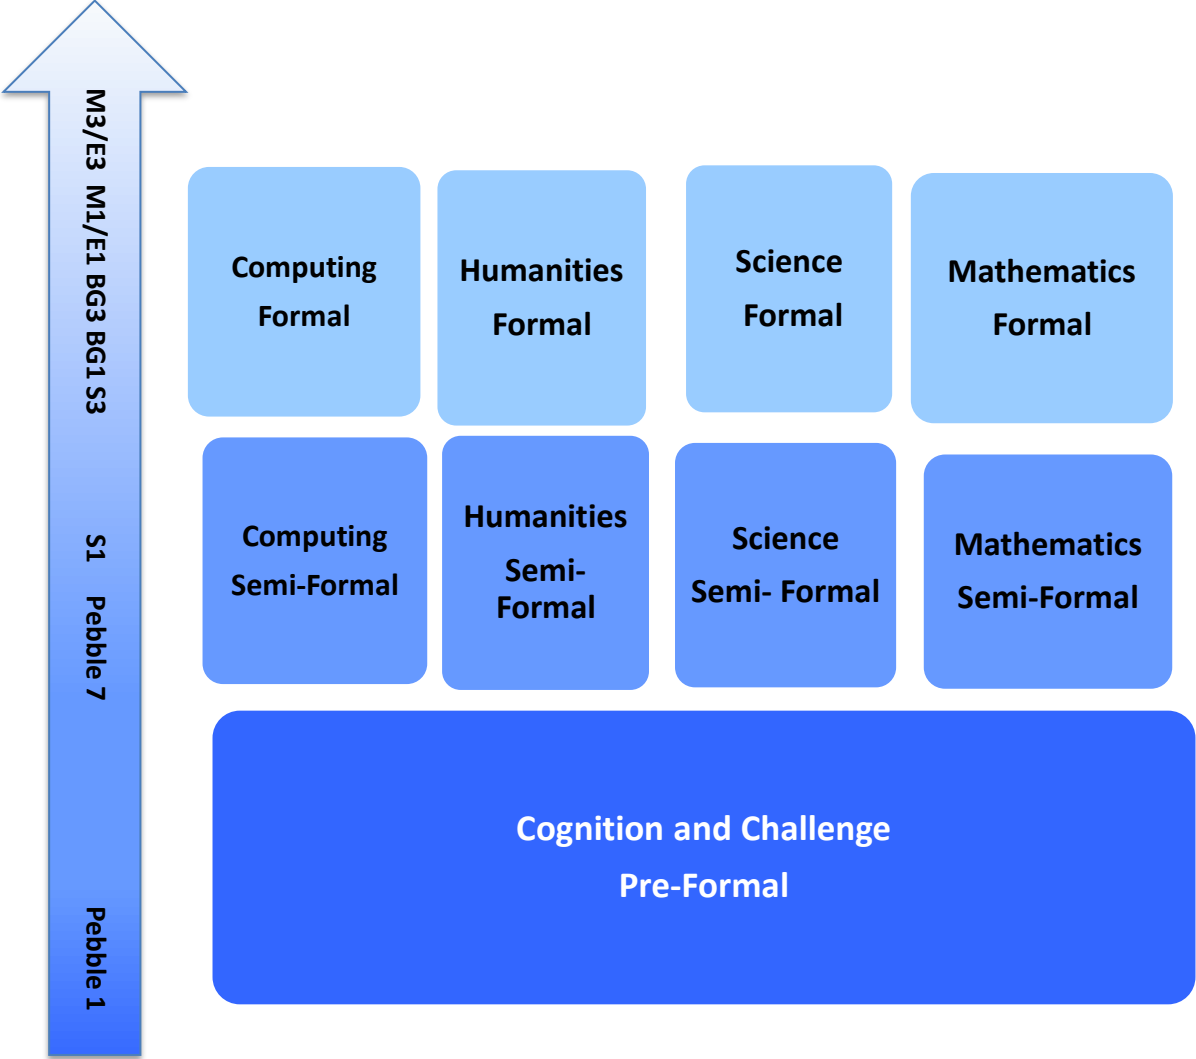 M3/E3 M1/E1 BG3 BG1 S3 S1 Pebble 7 Pebble 1
Computing
Formal
Humanities
Formal
Science
Formal
Mathematics
Formal
Computing
Semi-Formal
Humanities
Semi-
Formal
Science
Semi- Formal
Mathematics
Semi-Formal
Cognition and Challenge
Pre-Formal